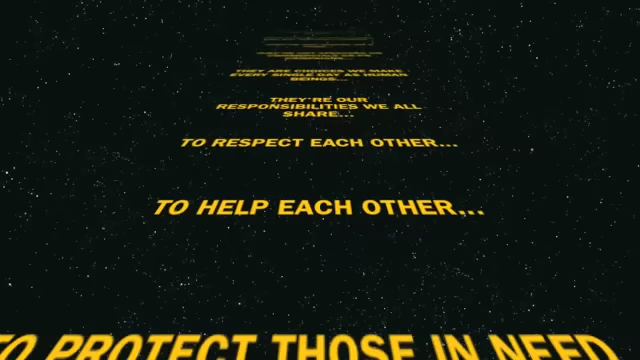 THEY ARE CHOICES WE MAKE
EVERY SINGLE DAY AS HUMAN
BEINGS...
THEY'RE OUR
RESPONSIBILITIES WE ALL
SHARE...
TO RESPECT EACH OTHER...
TO HELP EACH OTHER...
TO PROTECT THOSE IN NEED